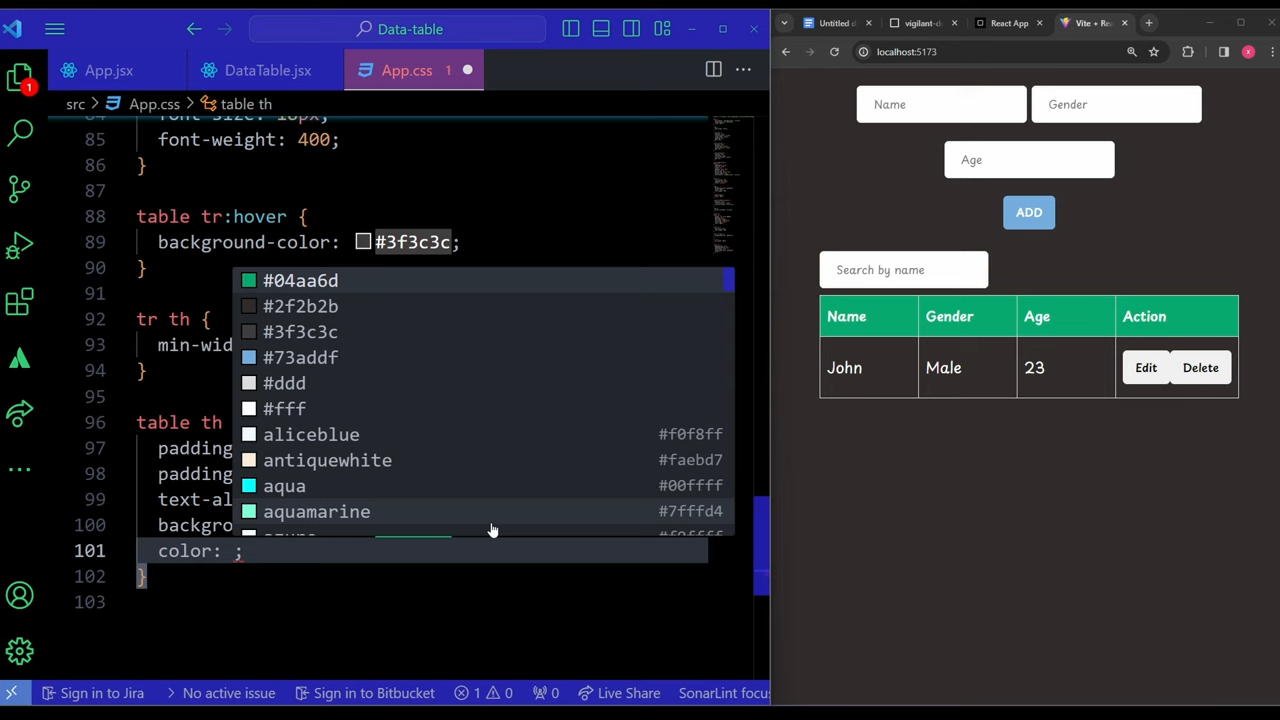 Data-table
App.jsx
DataTable.jsx
App.css 1
src > App.css > table th
85 font-weight: 400;
86 }
87
88 table tr:hover {
89 background-color: #3f3c3c;
90 }
91
92 tr th {
93 min-wid
94 }
95
96 table th
97 padding
98 padding
99 text-al
100 backgro
101 color: ;
102 }
103
#04aa6d
#2f2b2b
#3f3c3c
#73addf
#ddd
#fff
aliceblue #f0f8ff
antiquewhite #faebd7
aqua #00ffff
aquamarine #7fffd4
1
Sign in to Jira
No active issue
Sign in to Bitbucket
1 0
0
Live Share
SonarLint focu
Untitled d
vigilant-d
React App
Vite + Rea
localhost:5173
x
Name
Gender
Age
ADD
Search by name
Name Gender Age Action
John Male 23 Edit Delete